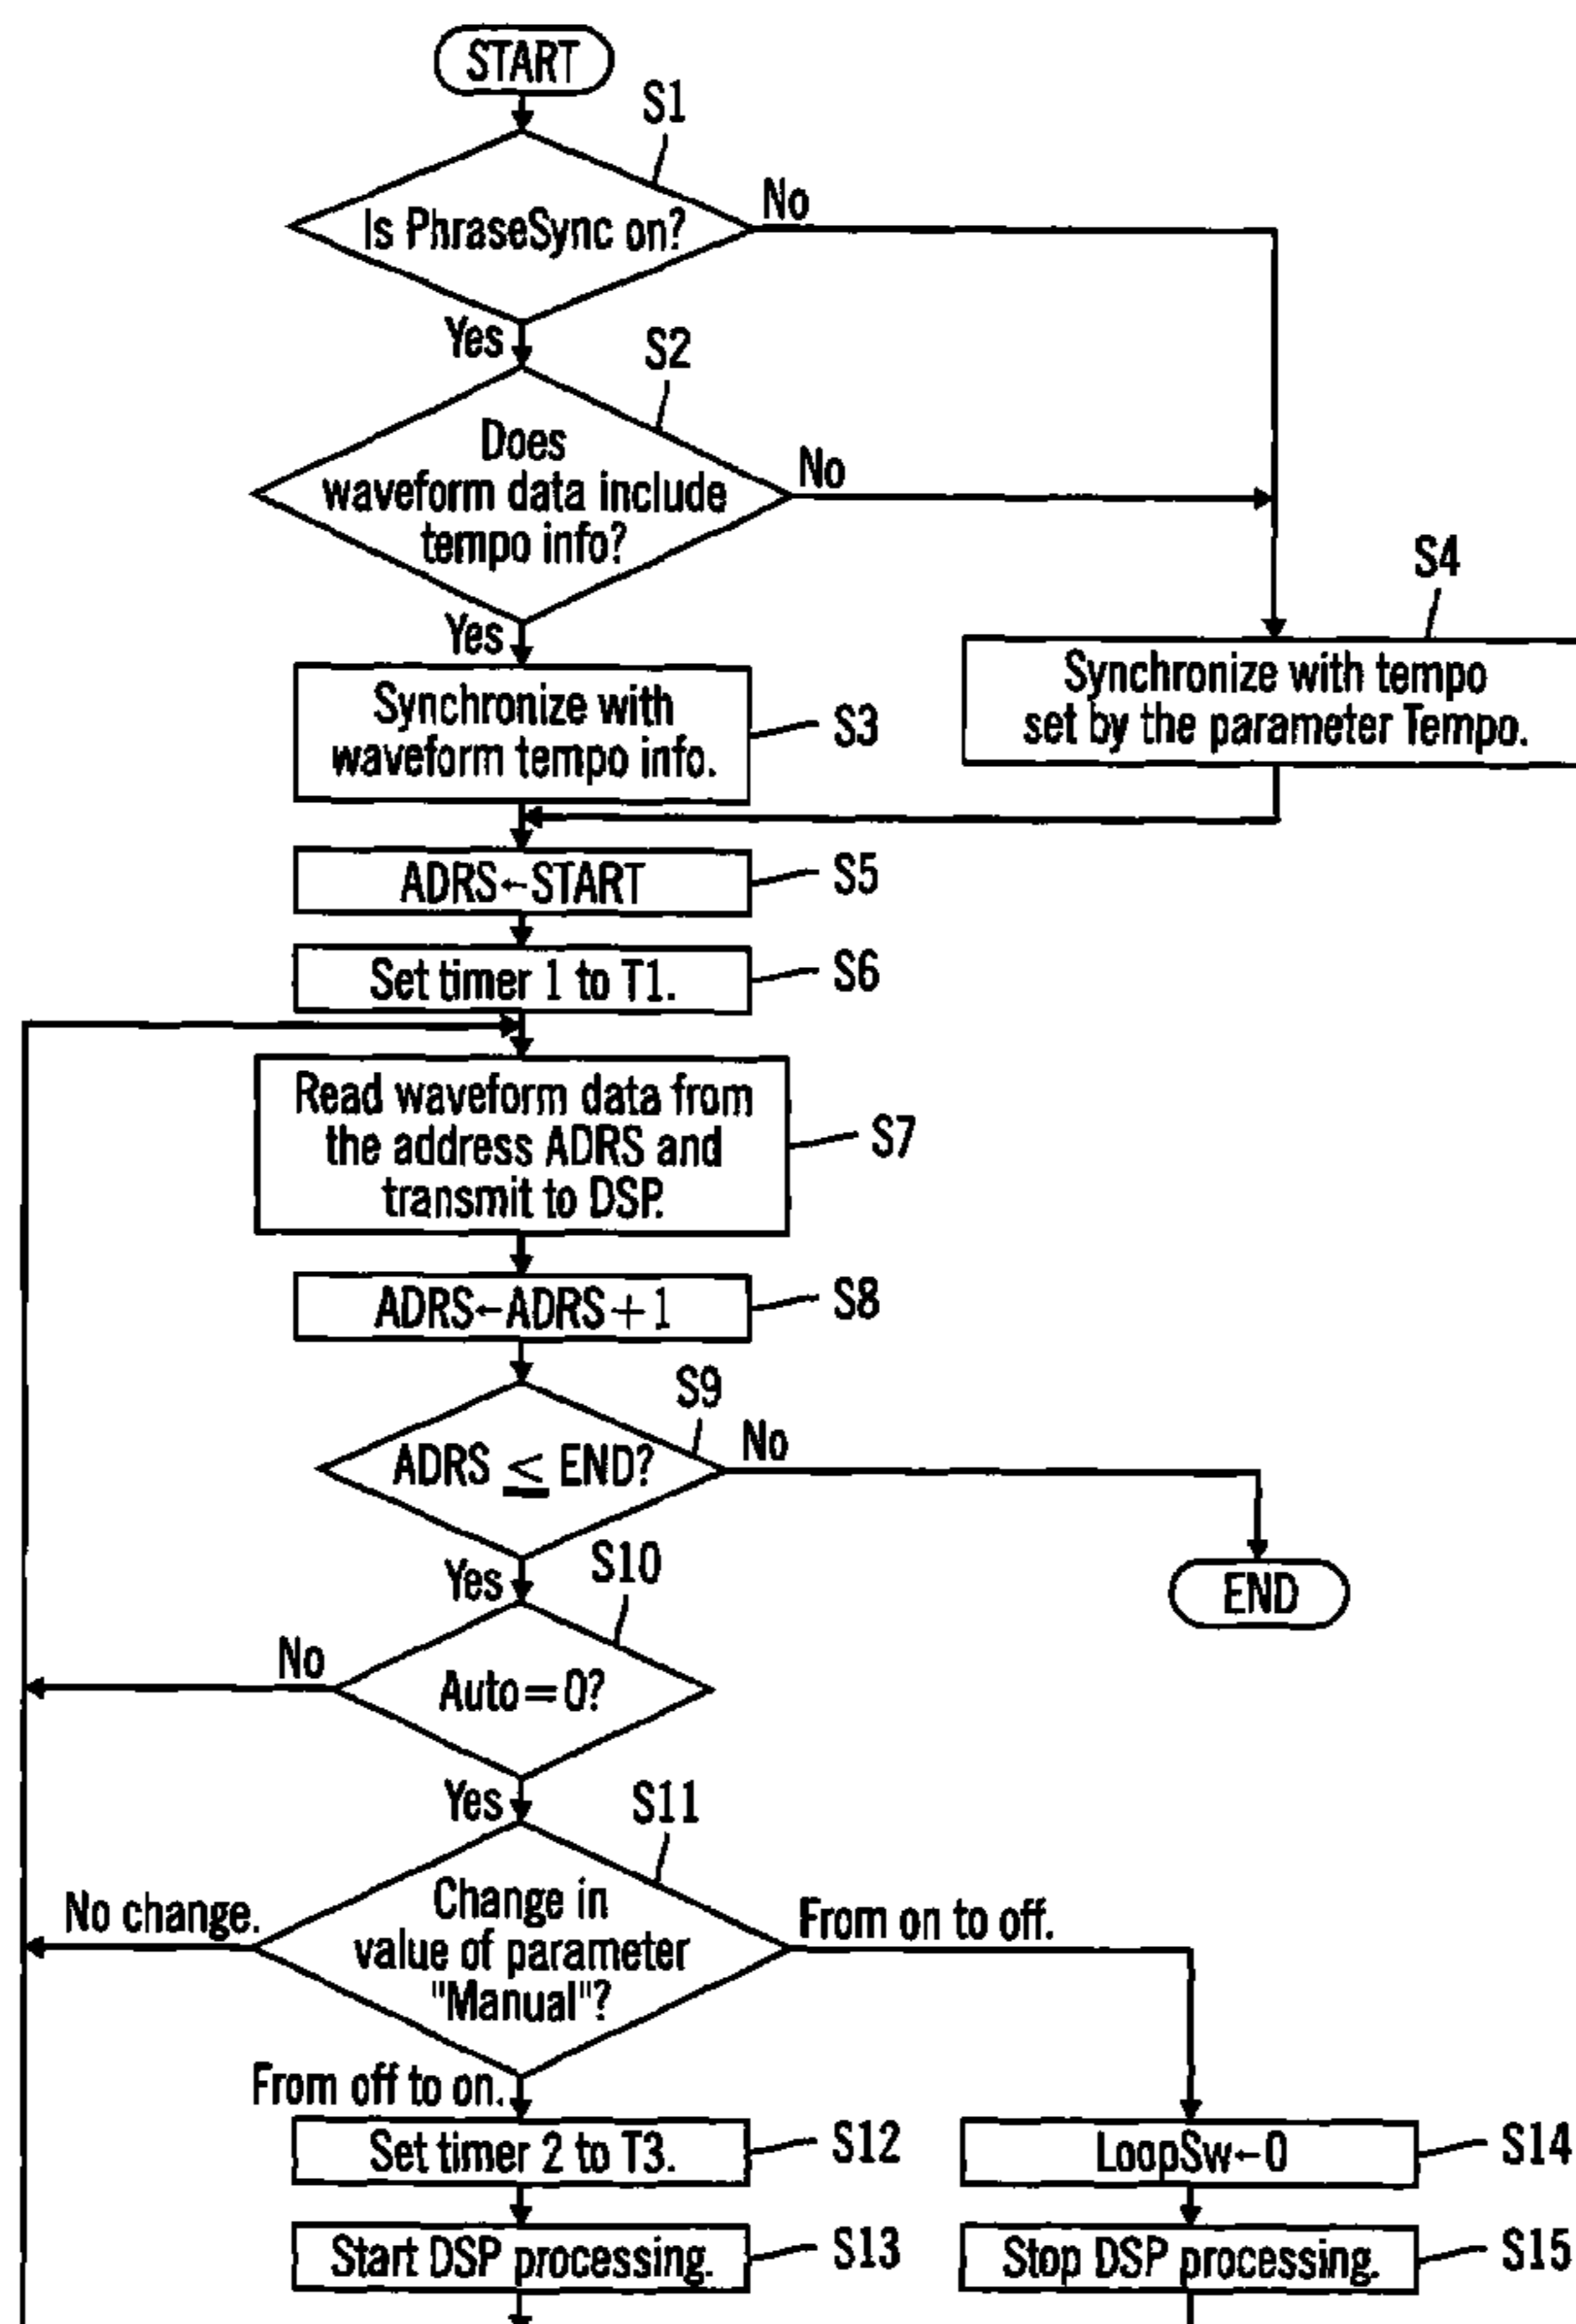 START
S1
Is PhraseSync on?
No
Yes
S2
Does
waveform data include
tempo info?
No
Yes
S4
Synchronize with tempo
set by the parameter Tempo.
Synchronize with
waveform tempo info.
S3
ADRS←START
S5
Set timer 1 to T1.
S6
Read waveform data from
the address ADRS and
transmit to DSP.
S7
ADRS←ADRS+1
S8
S9
ADRS ≤ END?
No
Yes
END
S10
Auto=0?
No
Yes
S11
Change in
value of parameter
"Manual"?
No change.
From on to off.
From off to on.
Set timer 2 to T3.
S12
LoopSw←0
S14
Start DSP processing.
S13
Stop DSP processing.
S15